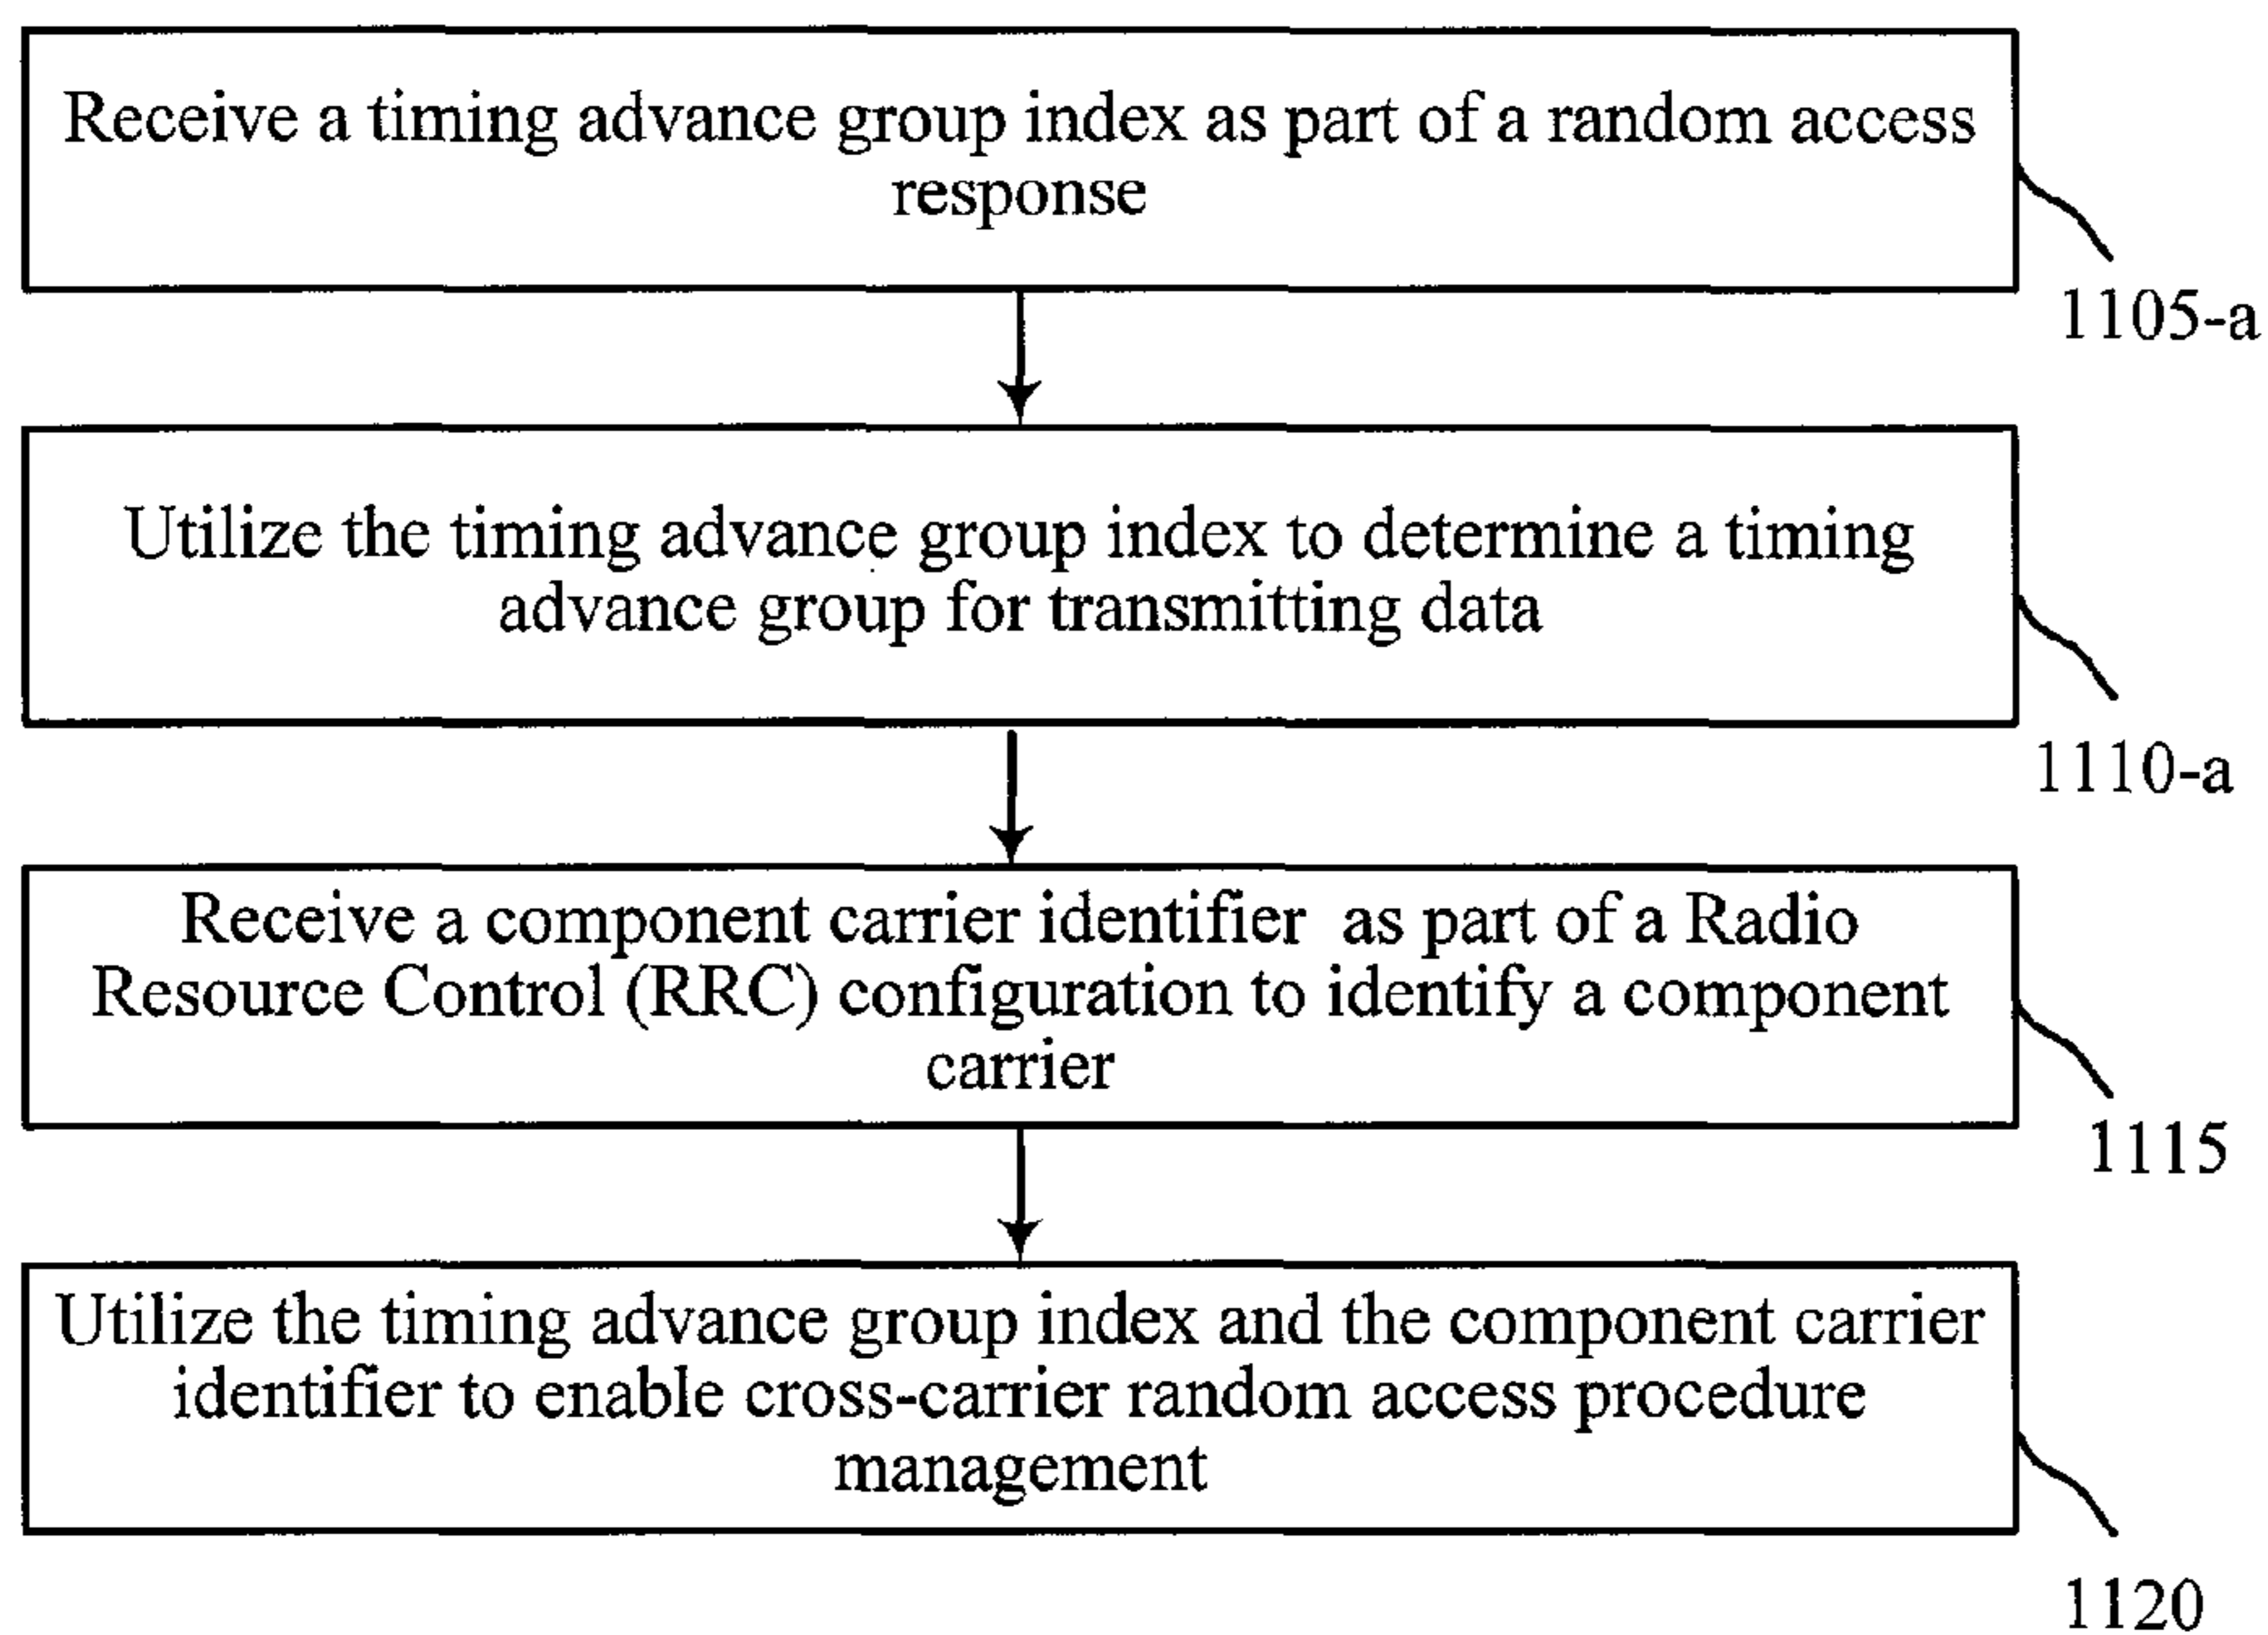 Receive a timing advance group index as part of a random access
response
1105-a
Utilize the timing advance group index to determine a timing
advance group for transmitting data
1110-a
Receive a component carrier identifier as part of a Radio
Resource Control (RRC) configuration to identify a component
carrier
1115
Utilize the timing advance group index and the component carrier
identifier to enable cross-carrier random access procedure
management
1120